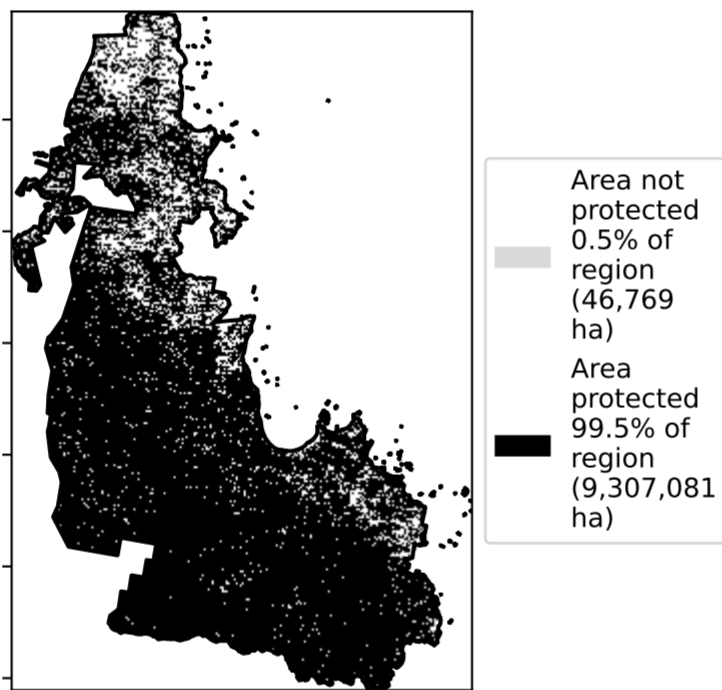 Area not
protected
0.5% of
region
(46,769
ha)
Area
protected
99.5% of
region
(9,307,081
ha)